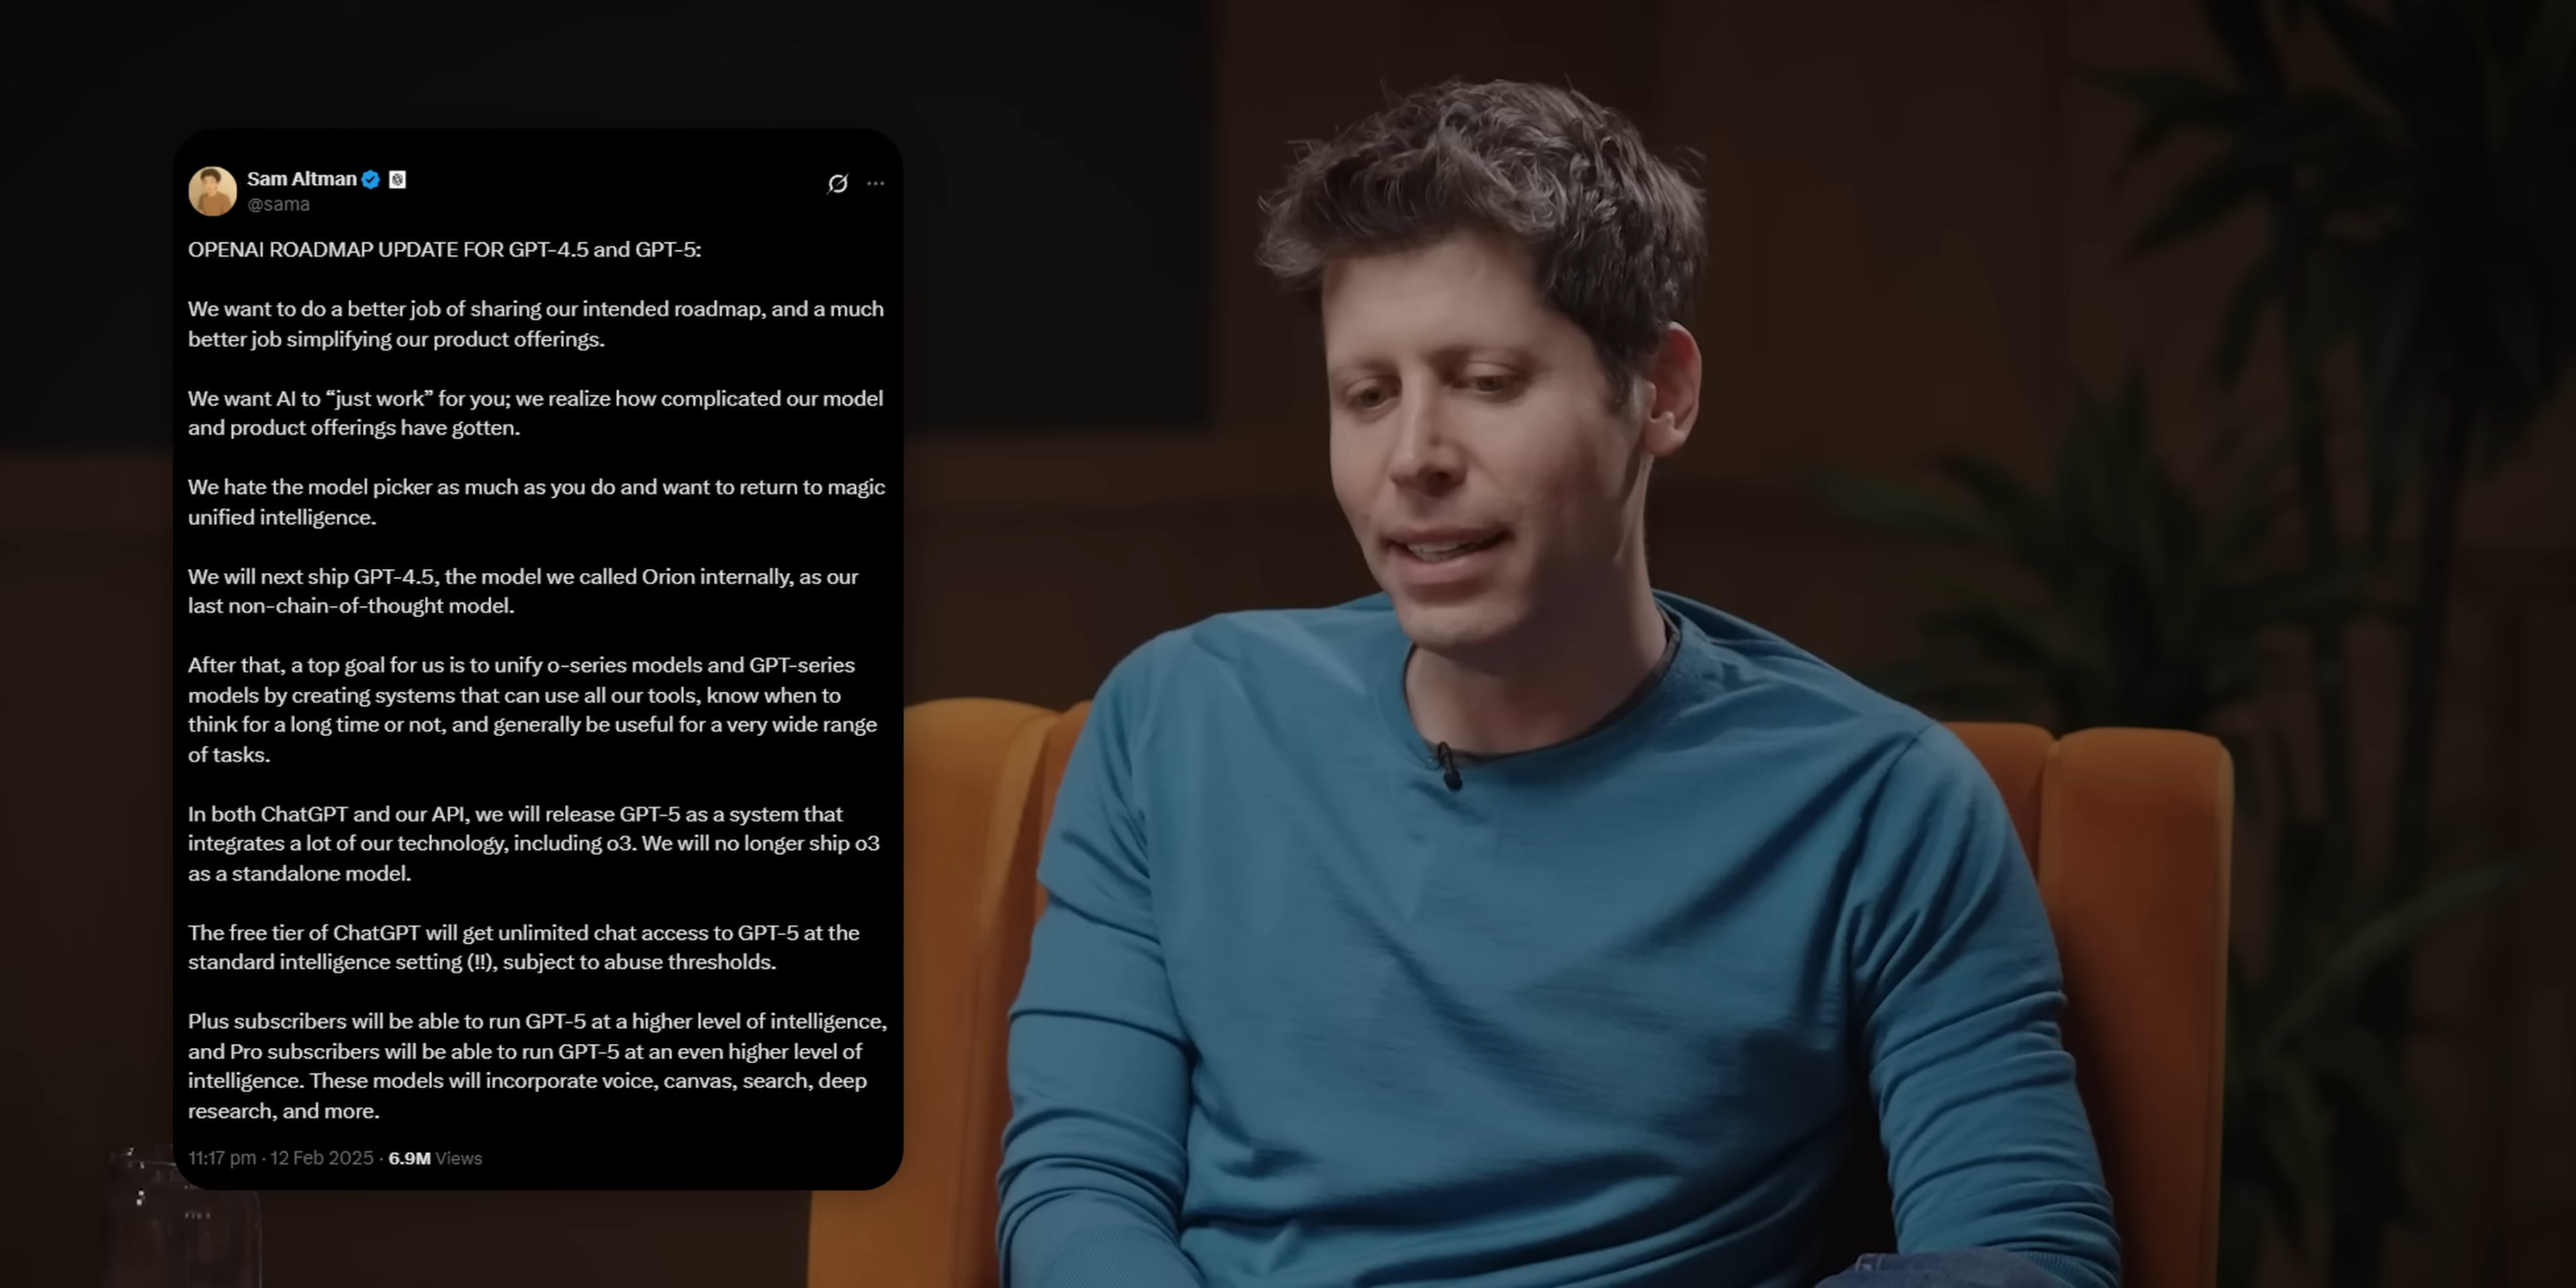 Sam Altman
@sama
OPENAI ROADMAP UPDATE FOR GPT-4.5 and GPT-5:
We want to do a better job of sharing our intended roadmap, and a much
better job simplifying our product offerings.
We want AI to “just work” for you; we realize how complicated our model
and product offerings have gotten.
We hate the model picker as much as you do and want to return to magic
unified intelligence.
We will next ship GPT-4.5, the model we called Orion internally, as our
last non-chain-of-thought model.
After that, a top goal for us is to unify o-series models and GPT-series
models by creating systems that can use all our tools, know when to
think for a long time or not, and generally be useful for a very wide range
of tasks.
In both ChatGPT and our API, we will release GPT-5 as a system that
integrates a lot of our technology, including o3. We will no longer ship o3
as a standalone model.
The free tier of ChatGPT will get unlimited chat access to GPT-5 at the
standard intelligence setting (!!), subject to abuse thresholds.
Plus subscribers will be able to run GPT-5 at a higher level of intelligence,
and Pro subscribers will be able to run GPT-5 at an even higher level of
intelligence. These models will incorporate voice, canvas, search, deep
research, and more.
11:17 pm · 12 Feb 2025 · 6.9M Views